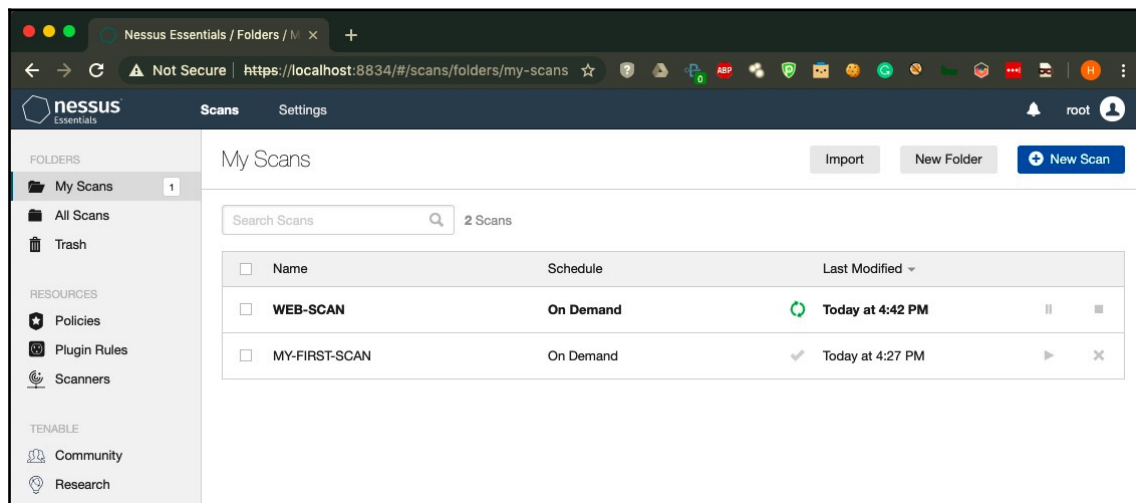 Nessus Essentials / Folders / M
Not Secure https://localhost:8834/#/scans/folders/my-scans ABP
0
H
nessus
Essentials
Scans Settings root
FOLDERS
My Scans 1
All Scans
Trash
RESOURCES
Policies
Plugin Rules
Scanners
TENABLE
Community
Research
My Scans Import New Folder New Scan
Search Scans 2 Scans
Name Schedule Last Modified
WEB-SCAN On Demand Today at 4:42 PM
MY-FIRST-SCAN On Demand Today at 4:27 PM